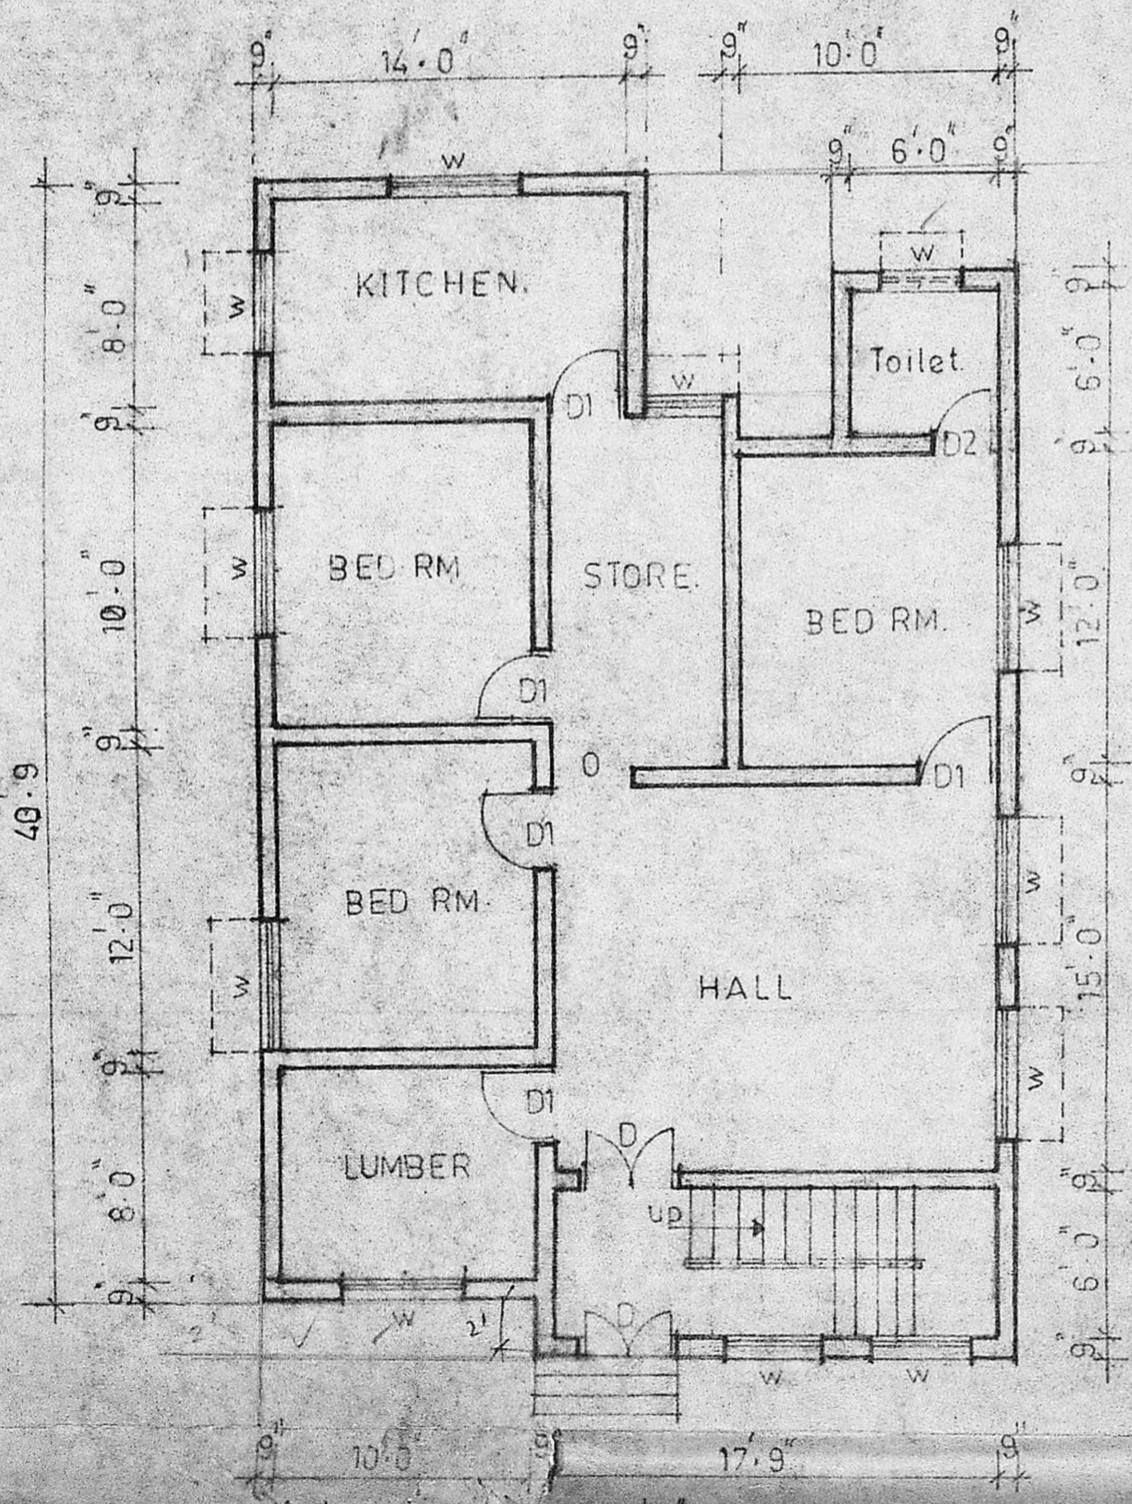 9" 14'·0" 9" 9" 10'·0" 9"
9" 6'·0" 9"
W
9"
W
9"
KITCHEN.
W
8'·0"
Toilet.
6'·0"
W
D1
9"
D2
9"
BED RM
STORE.
W
10'·0"
BED RM.
W
12'·0"
D1
9"
O
D1
9"
40'·9
D1
W
BED RM.
12'·0"
W
HALL
15'·0"
9"
W
D1
D
LUMBER
8'·0"
9"
up
6'·0"
9"
2'
W
D
2'
9"
W W
9" 10'·0" 9" 17'·9" 9"